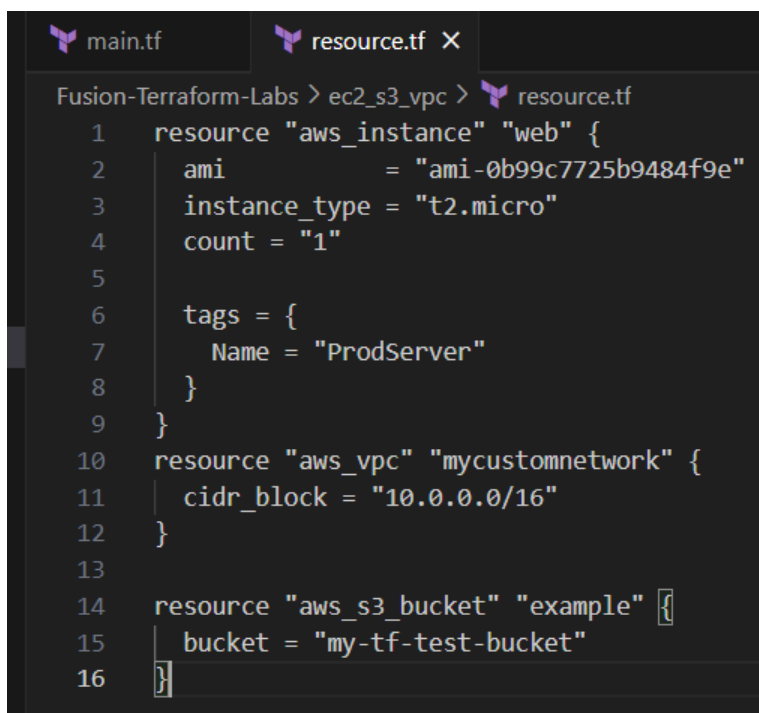 main.tf resource.tf ×
Fusion-Terraform-Labs > ec2_s3_vpc > resource.tf
1 resource "aws_instance" "web" {
2   ami           = "ami-0b99c7725b9484f9e"
3   instance_type = "t2.micro"
4   count = "1"
5
6   tags = {
7     Name = "ProdServer"
8   }
9 }
10 resource "aws_vpc" "mycustomnetwork" {
11   cidr_block = "10.0.0.0/16"
12 }
13
14 resource "aws_s3_bucket" "example" {
15   bucket = "my-tf-test-bucket"
16 }